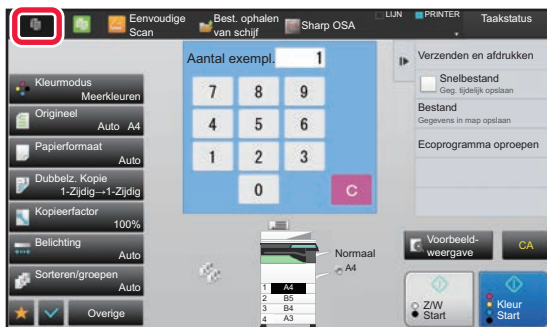 Eenvoudige
Scan
Best. ophalen
van schijf
Sharp OSA
LIJN
PRINTER
Taakstatus
Aantal exempl.
1
7 8 9
4 5 6
1 2 3
0 C
Kleurmodus
Meerkleuren
Origineel
Auto A4
Papierformaat
Auto
Dubbelz. Kopie
1-Zijdig→1-Zijdig
Kopieerfactor
100%
Belichting
Auto
Sorteren/groepen
Auto
Overige
Normaal
A4
1 A4
2 B5
3 B4
4 A3
Verzenden en afdrukken
Snelbestand
Geg. tijdelijk opslaan
Bestand
Gegevens in map opslaan
Ecoprogramma oproepen
Voorbeeld-
weergave
CA
Z/W
Start
Kleur
Start